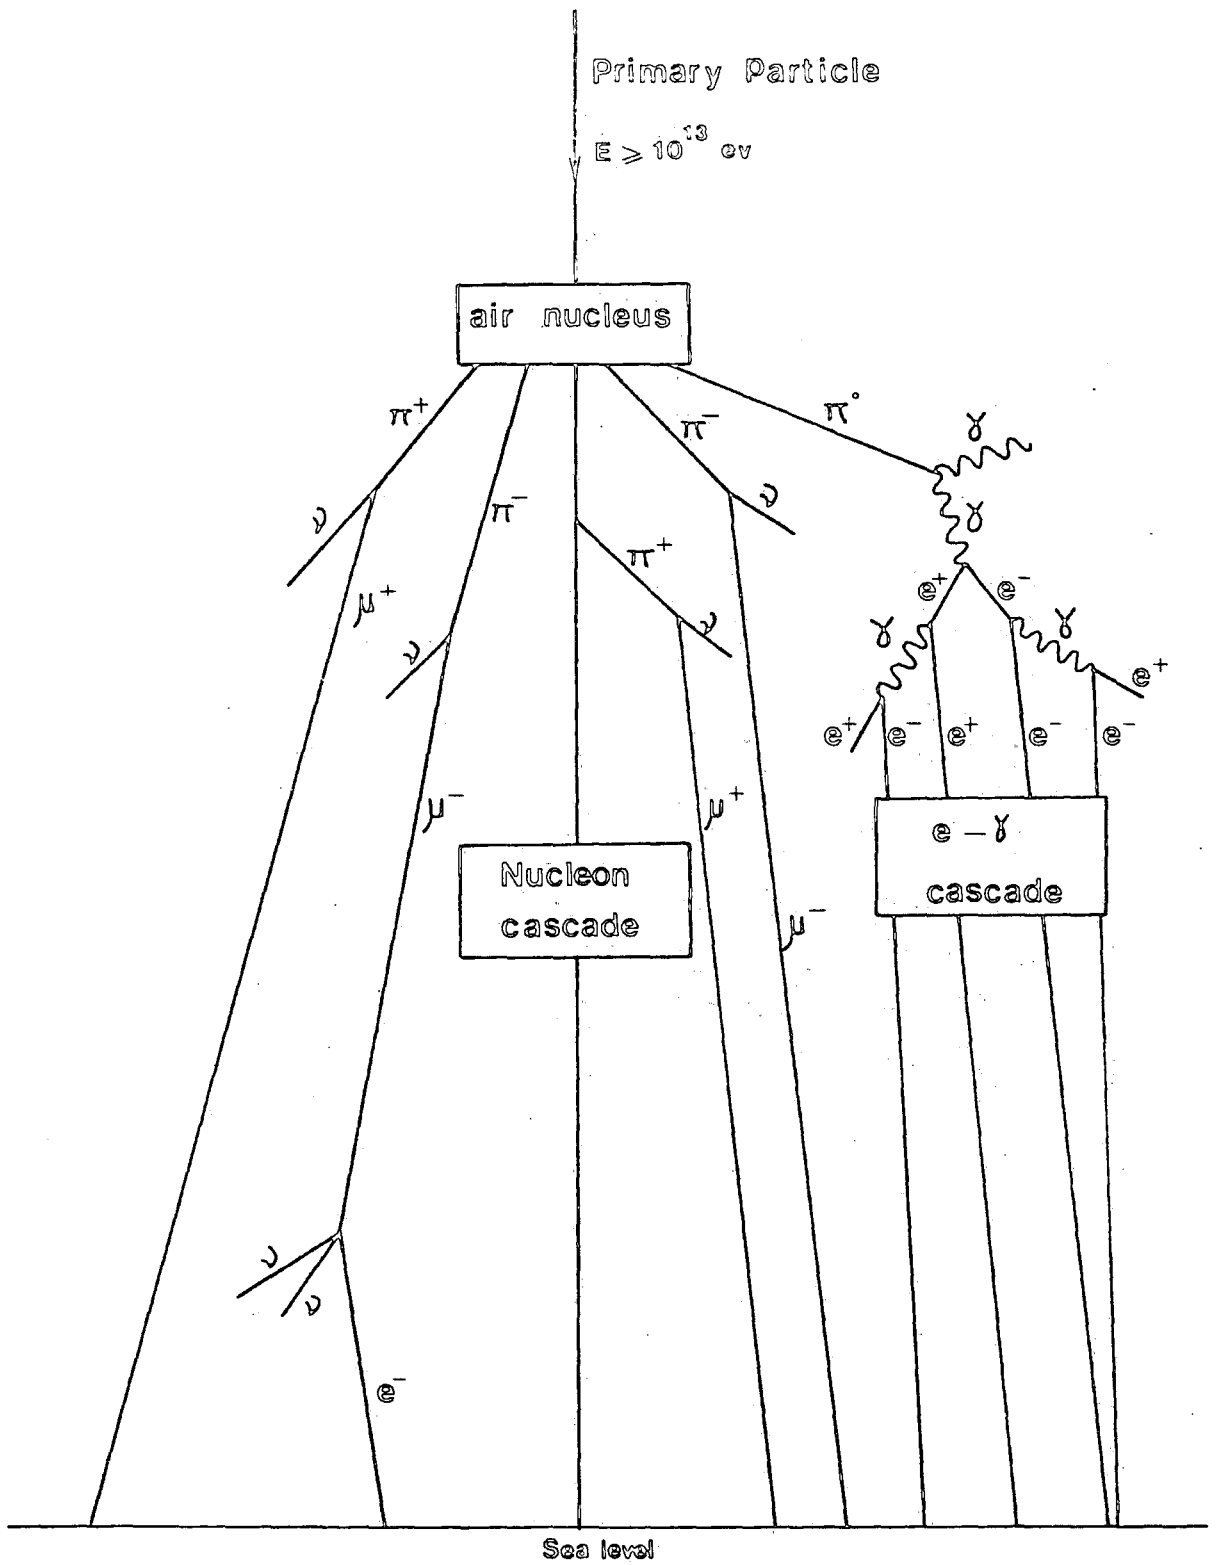 Primary Particle
E ⩾ 10¹³ ev
air nucleus
π⁺
π°
γ
π⁻
ν
ν
π⁻
γ
π⁺
e⁺
e⁻
μ⁺
ν
γ
γ
ν
e⁺
e⁺
e⁻
e⁺
e⁻
e⁻
μ⁻
μ⁺
e – γ
cascade
Nucleon
cascade
μ⁻
ν
ν
e⁻
Sea level